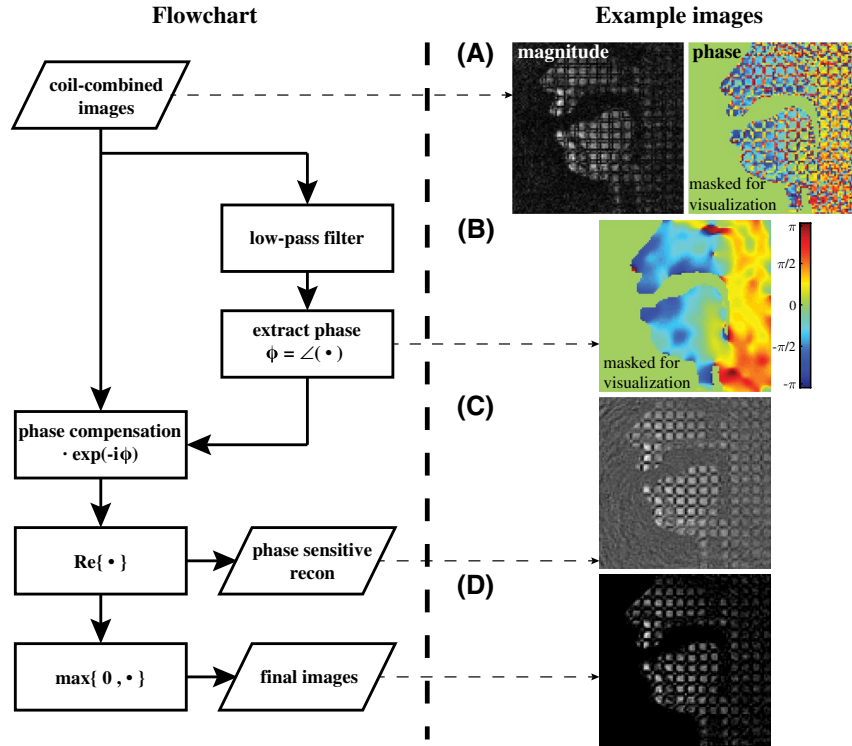 Flowchart
Example images
coil-combined
images
low-pass filter
extract phase
ϕ = ∠( • )
phase compensation
· exp(-iϕ)
Re{ • }
phase sensitive
recon
max{ 0 , • }
final images
(A)
magnitude
phase
masked for
visualization
(B)
masked for
visualization
π
π/2
0
-π/2
-π
(C)
(D)